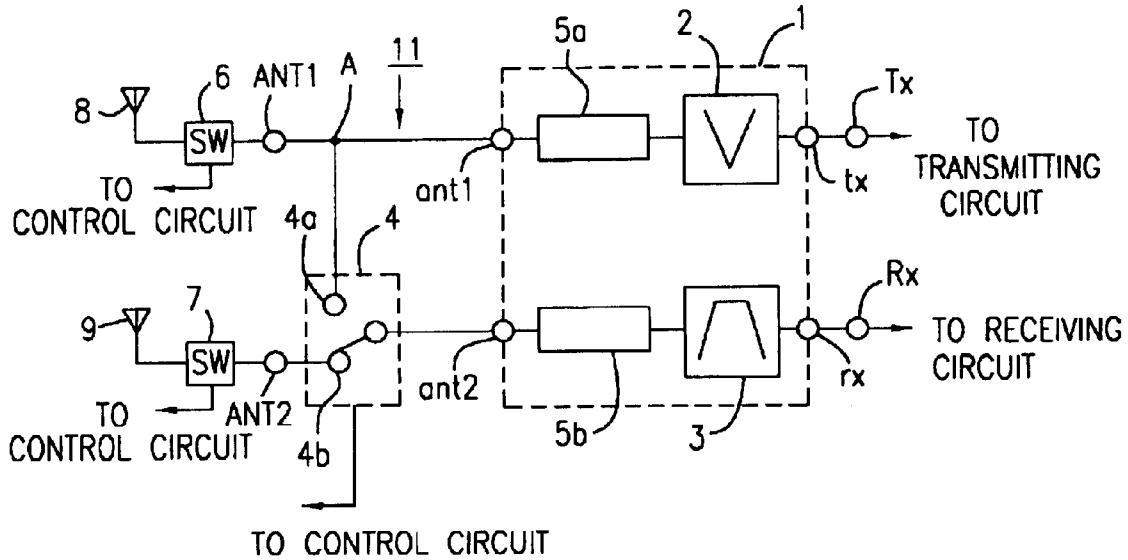 5a
2
1
6
ANT1
A
11
Tx
8
SW
TO
TRANSMITTING
CIRCUIT
ant1
tx
TO
CONTROL CIRCUIT
4a
4
7
Rx
9
SW
TO RECEIVING
CIRCUIT
ant2
rx
TO
CONTROL CIRCUIT
ANT2
4b
5b
3
TO CONTROL CIRCUIT